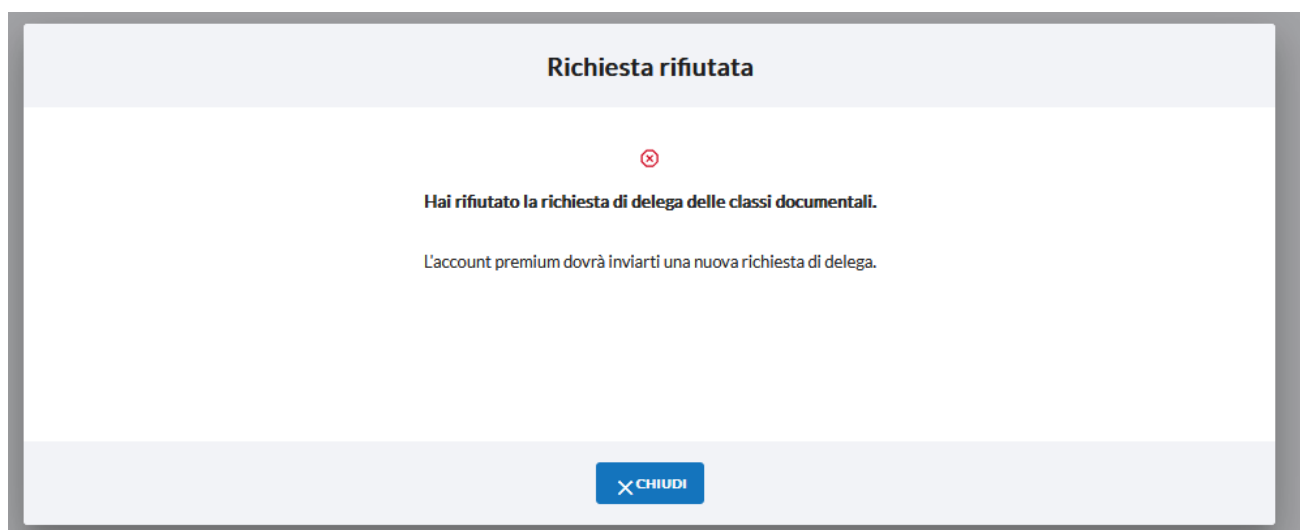 Richiesta rifiutata
Hai rifiutato la richiesta di delega delle classi documentali.
L'account premium dovrà inviarti una nuova richiesta di delega.
CHIUDI